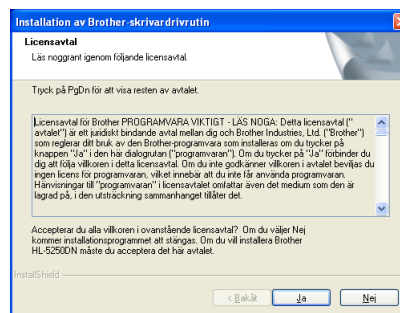 Installation av Brother-skrivardrivrutin
Licensavtal
Läs noggrant igenom följande licensavtal.
Tryck på PgDn för att visa resten av avtalet.
Licensavtal för Brother PROGRAMVARA VIKTIGT - LÄS NOGA: Detta licensavtal ("
avtalet") är ett juridiskt bindande avtal mellan dig och Brother Industries, Ltd. ("Brother")
som reglerar ditt bruk av den Brother-programvara som installeras om du trycker på
knappen "Ja" i den här dialogrutan ("programvaran"). Om du trycker på "Ja" förbinder du
dig att följa villkoren i detta licensavtal. Om du inte godkänner villkoren i avtalet beviljas du
ingen licens för programvaran, vilket innebär att du inte får använda programvaran.
Hänvisningar till "programvaran" i licensavtalet omfattar även det medium som den är
lagrad på, i den utsträckning sammanhanget tillåter det.
Accepterar du alla villkoren i ovanstående licensavtal? Om du väljer Nej
kommer installationsprogrammet att stängas. Om du vill installera Brother
HL-5250DN måste du acceptera det här avtalet.
InstallShield
< Bakåt
Ja
Nej